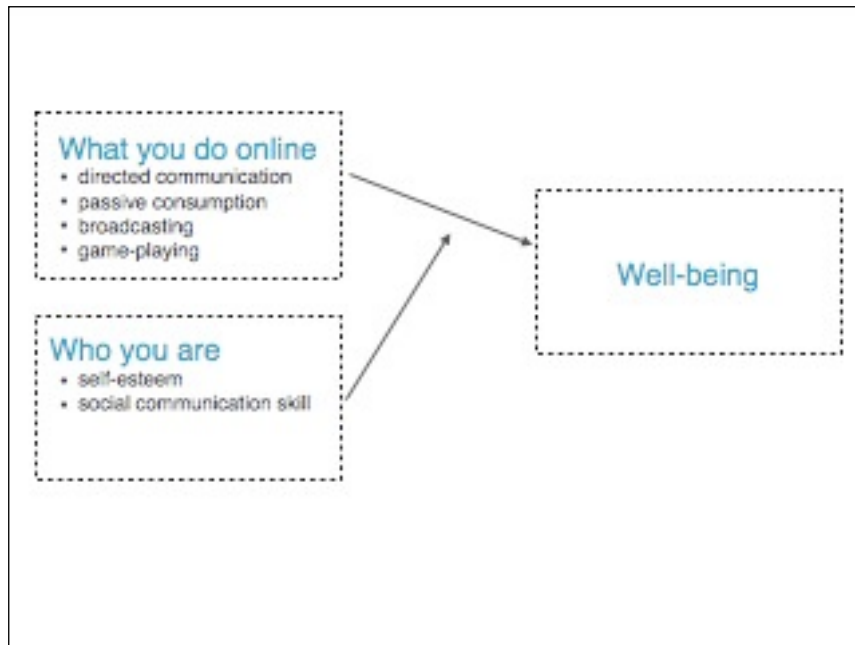 What you do online
• directed communication
• passive consumption
• broadcasting
• game-playing
Who you are
• self-esteem
• social communication skill
Well-being